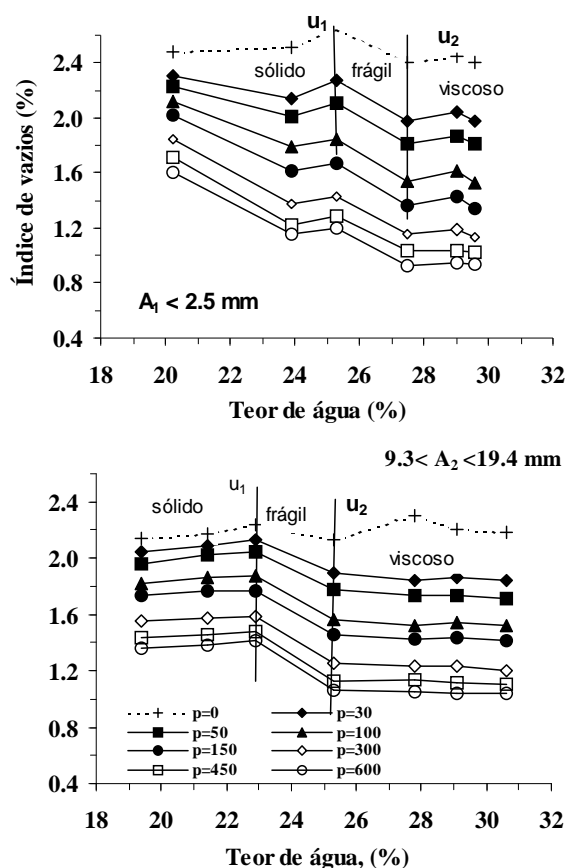 u1
u2
2.4
sólido
frágil
viscoso
2.0
1.6
1.2
0.8
0.4
Índice de vazios (%)
A1 < 2.5 mm
18 20 22 24 26 28 30 32
Teor de água (%)
9.3< A2 <19.4 mm
u1
u2
2.4
sólido
frágil
viscoso
2.0
1.6
1.2
0.8
0.4
Índice de vazios (%)
p=0 p=30
p=50 p=100
p=150 p=300
p=450 p=600
18 20 22 24 26 28 30 32
Teor de água, (%)